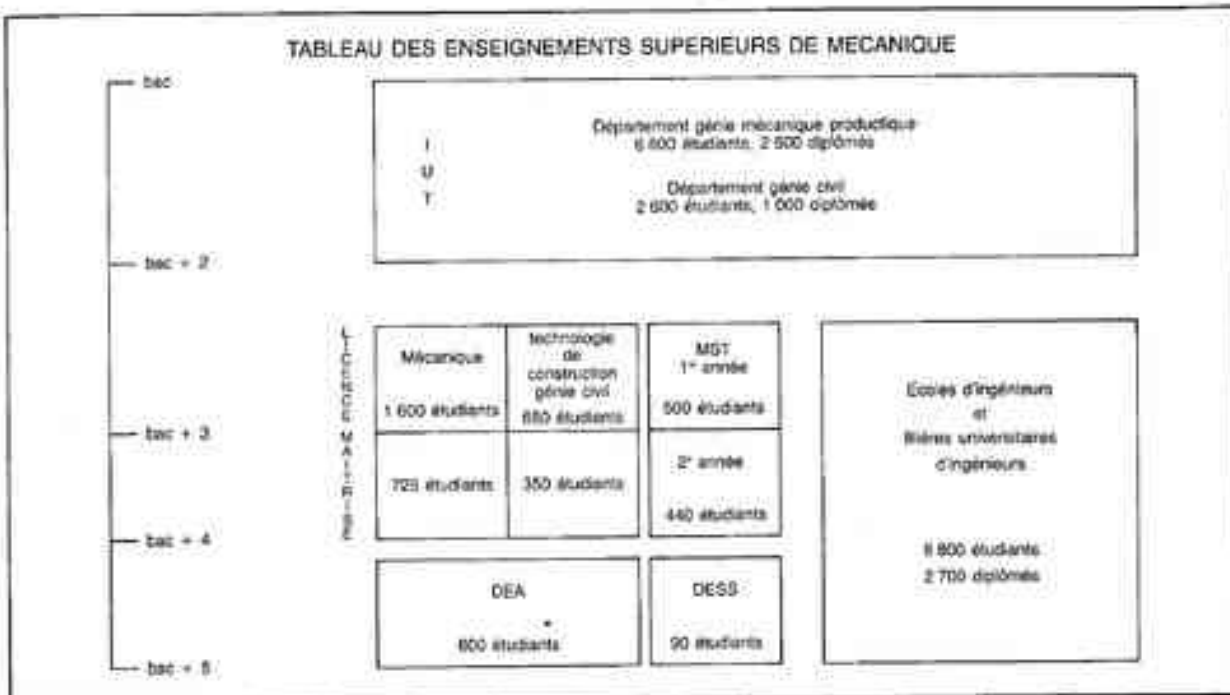 TABLEAU DES ENSEIGNEMENTS SUPERIEURS DE MECANIQUE
bac
bac + 2
bac + 3
bac + 4
bac + 5
I
U
T
Département génie mécanique productique
étudiants, 2 500 diplômés
Département génie civil
2 600 étudiants, 1 000 diplômés
LICENCE MAITRISE
Mécanique
1 600 étudiants
technologie
de
construction
génie civil
étudiants
MST
1re année
500 étudiants
725 étudiants
350 étudiants
2e année
440 étudiants
DEA
600 étudiants
DESS
90 étudiants
Ecoles d'ingénieurs
et
filières universitaires
d'ingénieurs
800 étudiants
2 700 diplômés